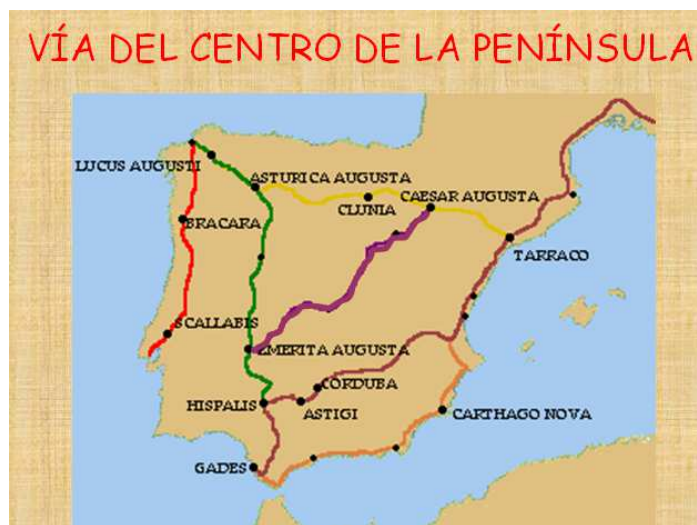 VÍA DEL CENTRO DE LA PENÍNSULA
LUCUS AUGUSTI
ASTURICA AUGUSTA
CLUNIA
CAESAR AUGUSTA
BRACARA
TARRACO
SCALLABIS
EMERITA AUGUSTA
CORDUBA
HISPALIS
ASTIGI
CARTHAGO NOVA
GADES